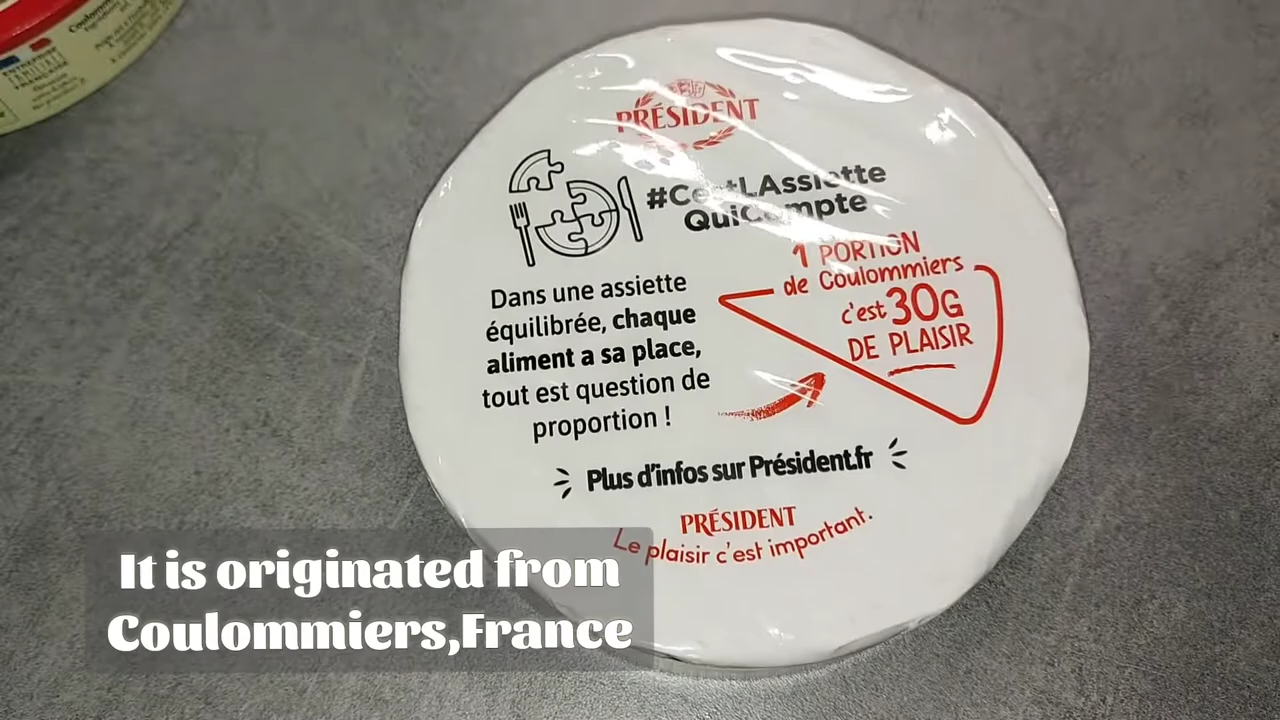 PRÉSIDENT
#C'estLAssiette
QuiCompte
1 PORTION
de Coulommiers
c'est 30G
DE PLAISIR
Dans une assiette
équilibrée, chaque
aliment a sa place,
tout est question de
proportion !
Plus d'infos sur Président.fr
PRÉSIDENT
Le plaisir c'est important.
It is originated from
Coulommiers,France